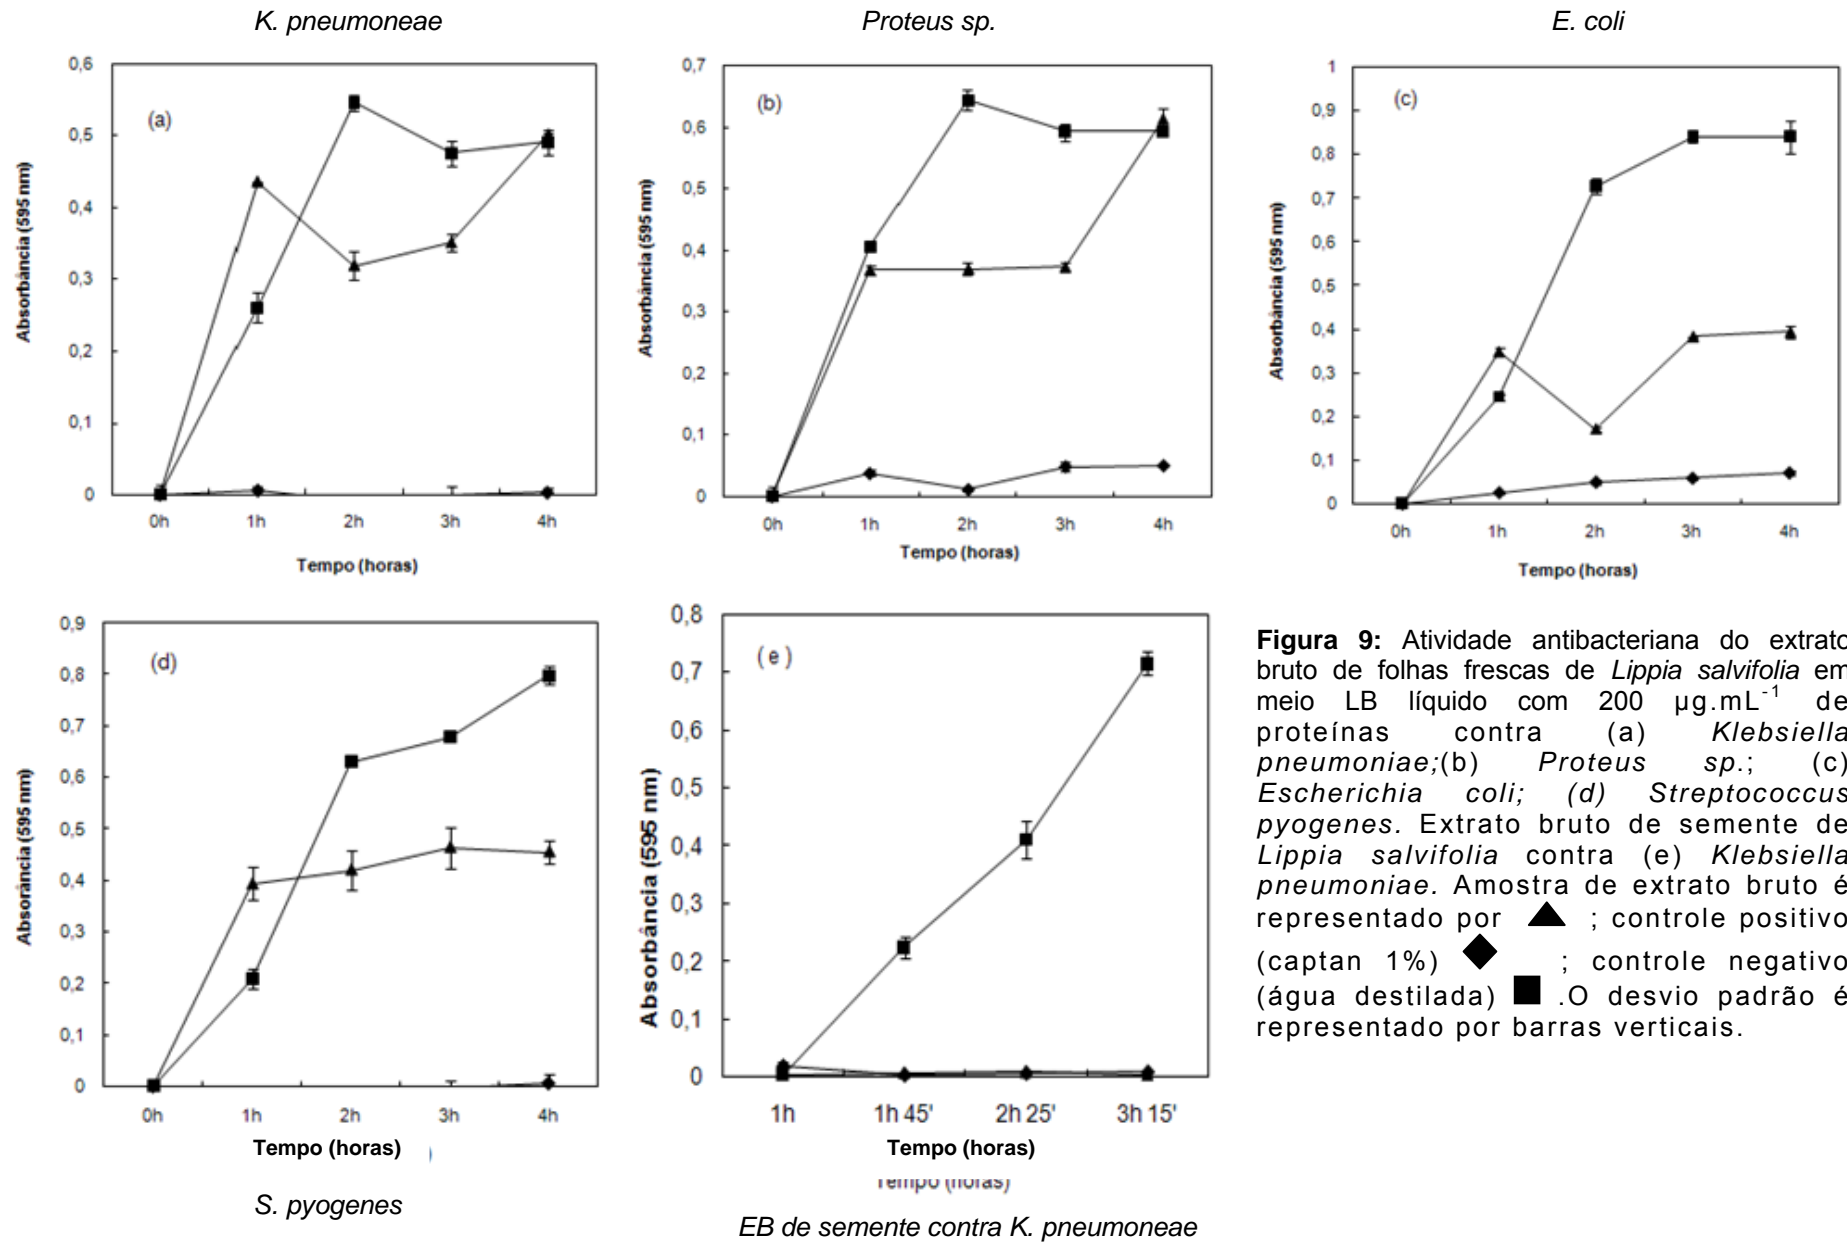 K. pneumoneae
Proteus sp.
E. coli
(a)
Absorbância (595 nm)
0,6
0,5
0,4
0,3
0,2
0,1
0
0h 1h 2h 3h 4h
Tempo (horas)
(b)
Absorbância (595 nm)
0,7
0,6
0,5
0,4
0,3
0,2
0,1
0
0h 1h 2h 3h 4h
Tempo (horas)
(c)
Absorbância (595 nm)
1
0,9
0,8
0,7
0,6
0,5
0,4
0,3
0,2
0,1
0
0h 1h 2h 3h 4h
Tempo (horas)
(d)
Absorância (595 nm)
0,9
0,8
0,7
0,6
0,5
0,4
0,3
0,2
0,1
0
0h 1h 2h 3h 4h
Tempo (horas)
S. pyogenes
( e )
Absorbância (595 nm)
0,8
0,7
0,6
0,5
0,4
0,3
0,2
0,1
0
1h 1h 45' 2h 25' 3h 15'
Tempo (horas)
Tempo (horas)
EB de semente contra K. pneumoneae
Figura 9: Atividade antibacteriana do extrato
bruto de folhas frescas de Lippia salvifolia em
meio LB líquido com 200 µg.mL-1 de
proteínas contra (a) Klebsiella
pneumoniae;(b) Proteus sp.; (c)
Escherichia coli; (d) Streptococcus
pyogenes. Extrato bruto de semente de
Lippia salvifolia contra (e) Klebsiella
pneumoniae. Amostra de extrato bruto é
representado por ▲ ; controle positivo
(captan 1%) ◆ ; controle negativo
(água destilada) ■ .O desvio padrão é
representado por barras verticais.